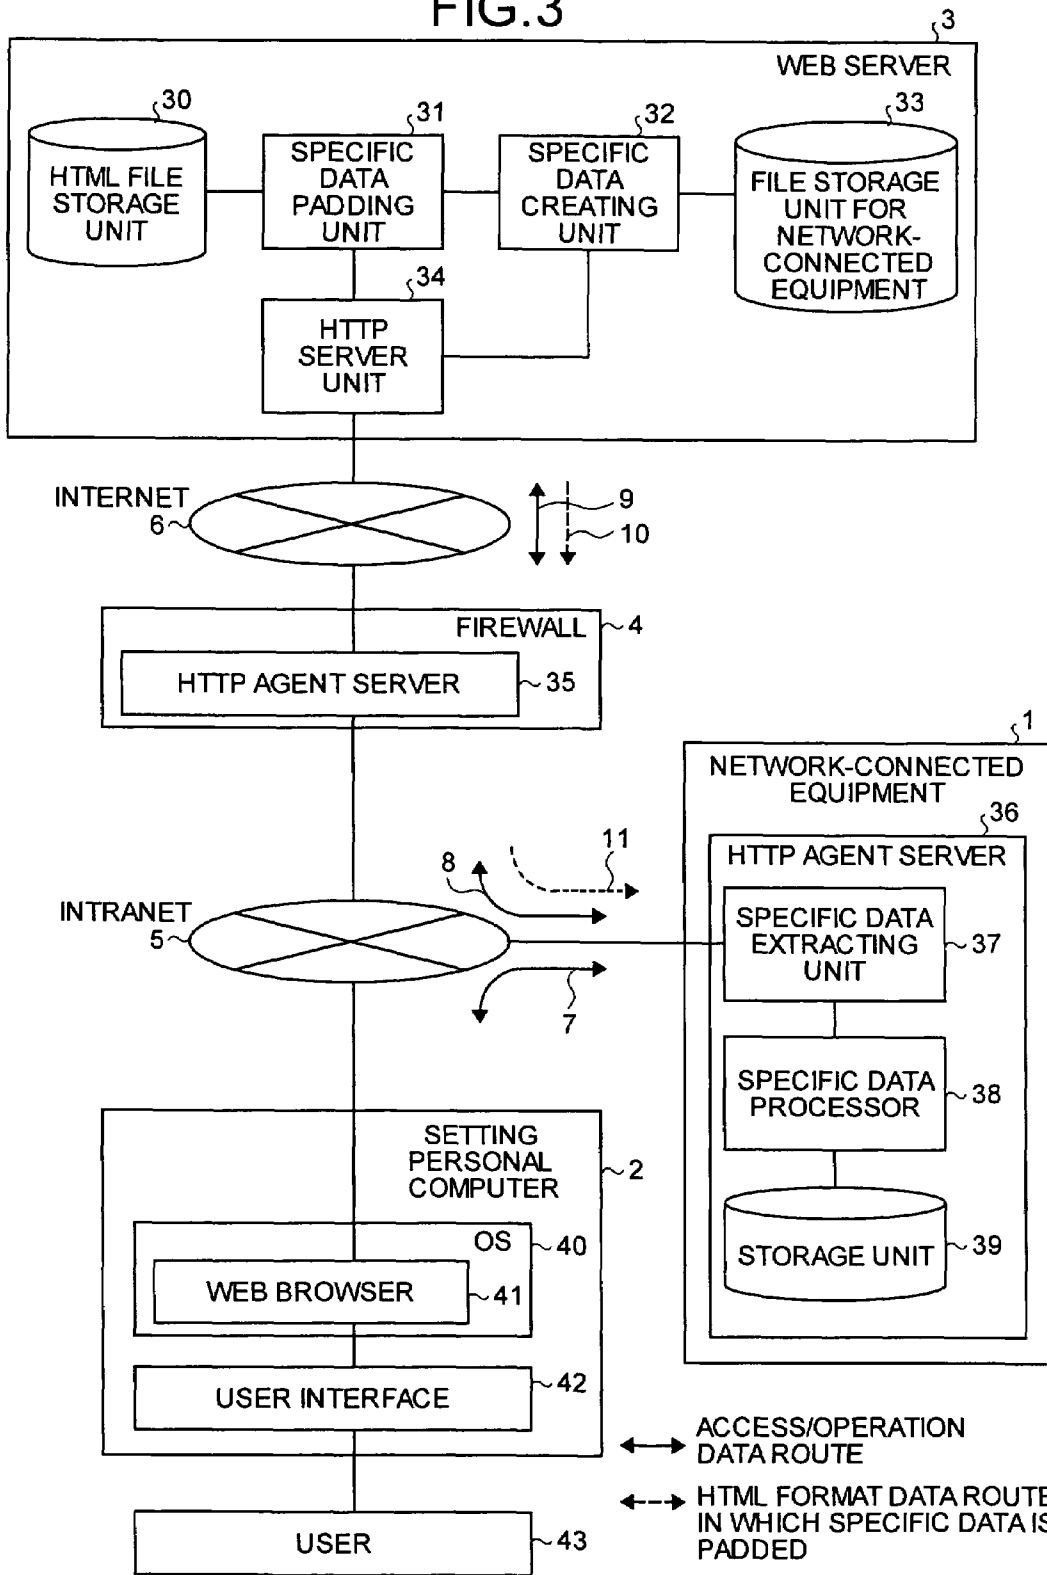 FIG.3
3
WEB SERVER
30
HTML FILE
STORAGE
UNIT
31
SPECIFIC
DATA
PADDING
UNIT
32
SPECIFIC
DATA
CREATING
UNIT
33
FILE STORAGE
UNIT FOR
NETWORK-
CONNECTED
EQUIPMENT
34
HTTP
SERVER
UNIT
INTERNET
6
9
10
FIREWALL
4
HTTP AGENT SERVER
35
1
NETWORK-CONNECTED
EQUIPMENT
36
HTTP AGENT SERVER
SPECIFIC DATA
EXTRACTING
UNIT
37
SPECIFIC DATA
PROCESSOR
38
STORAGE UNIT
39
INTRANET
5
8
11
7
SETTING
PERSONAL
COMPUTER
2
OS
40
WEB BROWSER
41
USER INTERFACE
42
USER
43
ACCESS/OPERATION
DATA ROUTE
HTML FORMAT DATA ROUTE
IN WHICH SPECIFIC DATA IS
PADDED